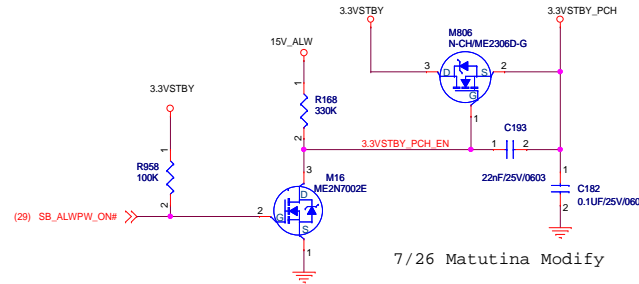 3.3VSTBY
3.3VSTBY_PCH
M806
N-CH/ME2306D-G
15V_ALW
3 D S 2
G
1
3.3VSTBY
1
R168
330K
2
C193
3.3VSTBY_PCH_EN
1 2
22nF/25V/0603
1
R958
100K
2
3
M16
ME2N7002E
D
1
C182
2
0.1UF/25V/060
(29) SB_ALWPW_ON#
2 G
S
1
7/26 Matutina Modify